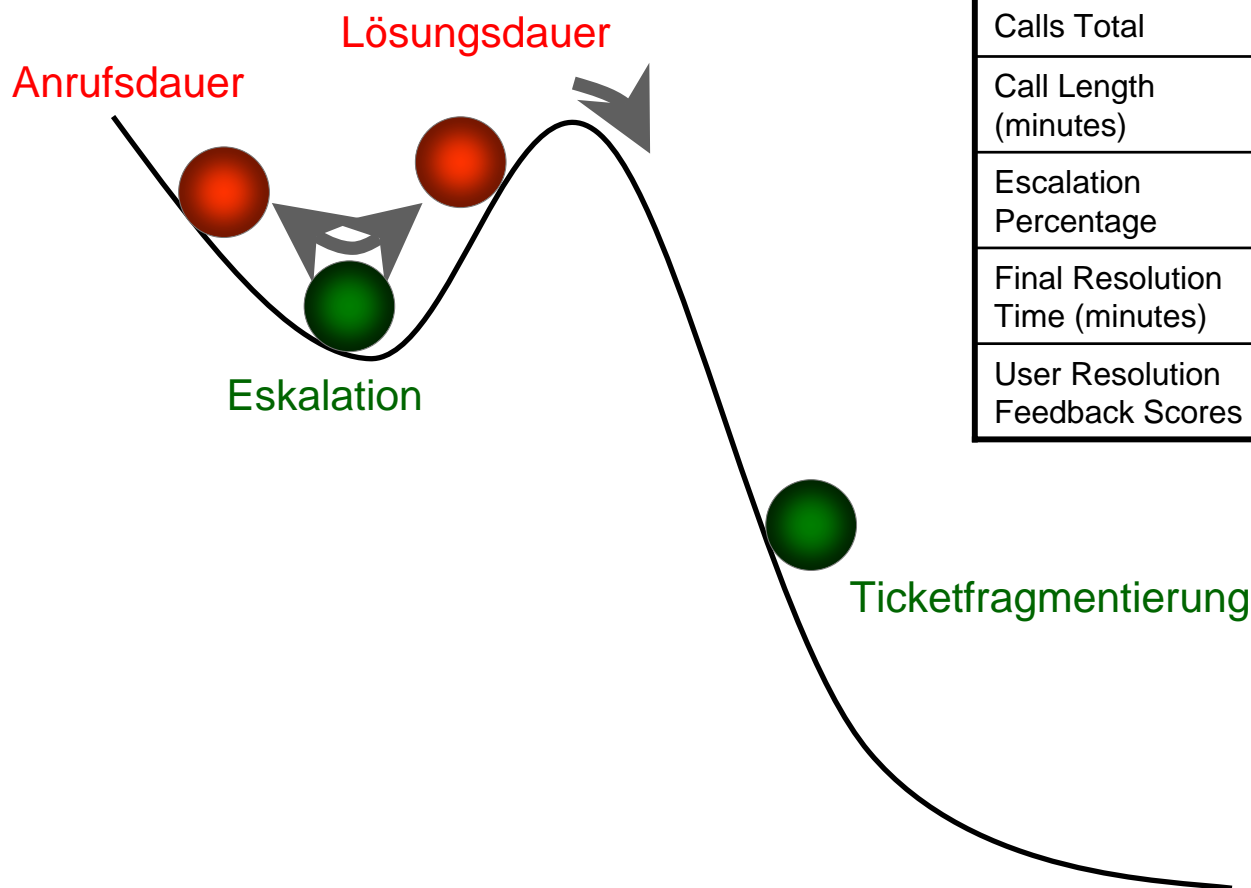 Lösungsdauer
Anrufsdauer
Eskalation
Ticketfragmentierung
Calls Total
Call Length
(minutes)
Escalation
Percentage
Final Resolution
Time (minutes)
User Resolution
Feedback Scores